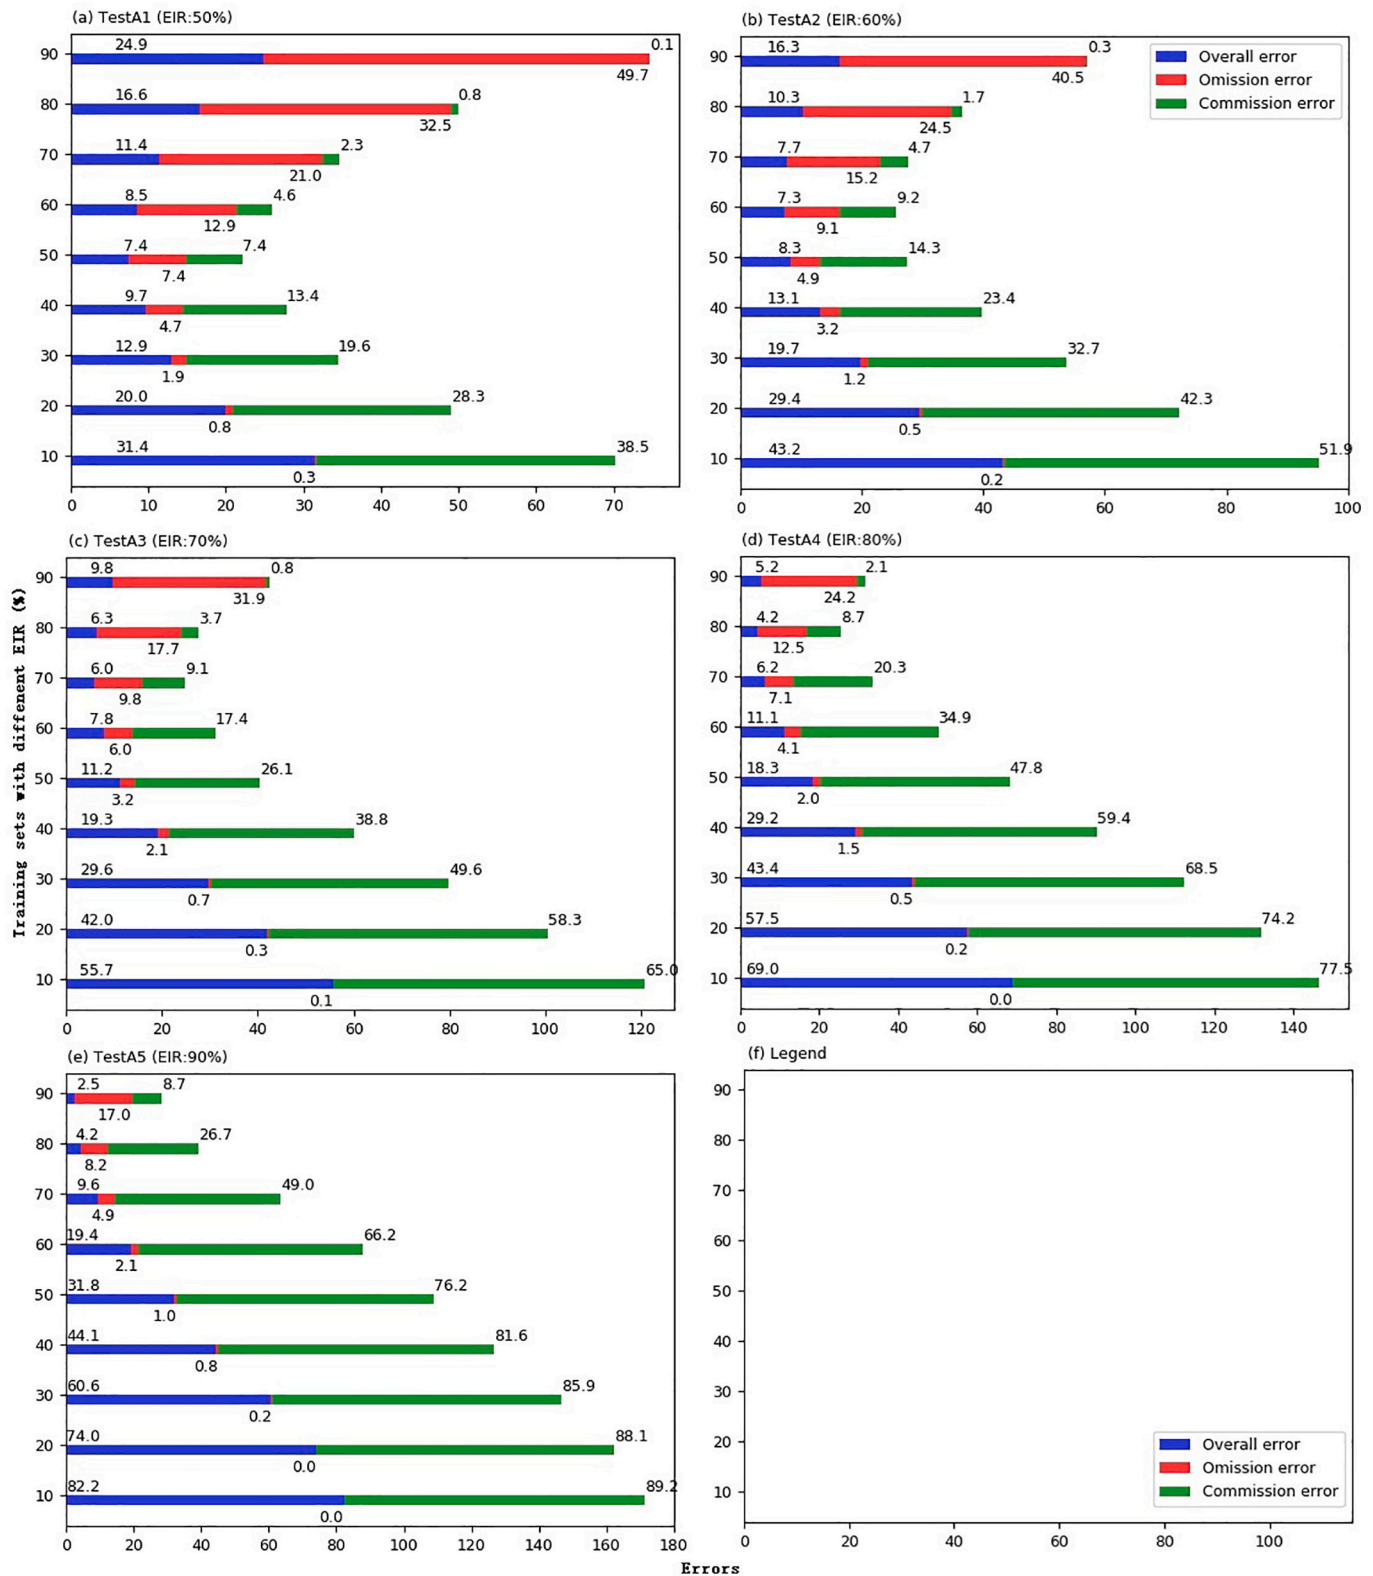 (a) TestA1 (EIR:50%)
90 24.9 49.7 0.1
80 16.6 32.5 0.8
70 11.4 21.0 2.3
60 8.5 12.9 4.6
50 7.4 7.4 7.4
40 9.7 4.7 13.4
30 12.9 1.9 19.6
20 20.0 0.8 28.3
10 31.4 0.3 38.5
0 10 20 30 40 50 60 70
(b) TestA2 (EIR:60%)
Overall error
Omission error
Commission error
90 16.3 40.5 0.3
80 10.3 24.5 1.7
70 7.7 15.2 4.7
60 7.3 9.1 9.2
50 8.3 4.9 14.3
40 13.1 3.2 23.4
30 19.7 1.2 32.7
20 29.4 0.5 42.3
10 43.2 0.2 51.9
0 20 40 60 80 100
Iraining sets with diffenent EIR (%)
(c) TestA3 (EIR:70%)
90 9.8 31.9 0.8
80 6.3 17.7 3.7
70 6.0 9.8 9.1
60 7.8 6.0 17.4
50 11.2 3.2 26.1
40 19.3 2.1 38.8
30 29.6 0.7 49.6
20 42.0 0.3 58.3
10 55.7 0.1 65.0
0 20 40 60 80 100 120
(d) TestA4 (EIR:80%)
90 5.2 24.2 2.1
80 4.2 12.5 8.7
70 6.2 7.1 20.3
60 11.1 4.1 34.9
50 18.3 2.0 47.8
40 29.2 1.5 59.4
30 43.4 0.5 68.5
20 57.5 0.2 74.2
10 69.0 0.0 77.5
0 20 40 60 80 100 120 140
(e) TestA5 (EIR:90%)
90 2.5 17.0 8.7
80 4.2 8.2 26.7
70 9.6 4.9 49.0
60 19.4 2.1 66.2
50 31.8 1.0 76.2
40 44.1 0.8 81.6
30 60.6 0.2 85.9
20 74.0 0.0 88.1
10 82.2 0.0 89.2
0 20 40 60 80 100 120 140 160 180
(f) Legend
90
80
70
60
50
40
30
20
10
Overall error
Omission error
Commission error
0 20 40 60 80 100
Errors